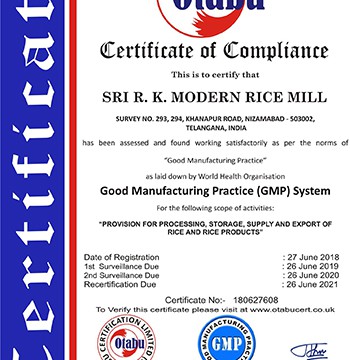 Otabu
Certificate of Compliance
This is to certify that
SRI R. K. MODERN RICE MILL
SURVEY NO. 293, 294, KHANAPUR ROAD, NIZAMABAD - 503002,
TELANGANA, INDIA
has been assessed and found working satisfactorily as per the norms of
"Good Manufacturing Practice"
as laid down by World Health Organisation
Good Manufacturing Practice (GMP) System
For the following scope of activities:
"PROVISION FOR PROCESSING, STORAGE, SUPPLY AND EXPORT OF
RICE AND RICE PRODUCTS"
Date of Registration : 27 June 2018
1st Surveillance Due : 26 June 2019
2nd Surveillance Due : 26 June 2020
Recertification Due : 26 June 2021
Certificate No:- 180627608
To Verify this certificate please visit at www.otabucert.co.uk
CERTIFICATION LIMITED
Otabu
MANUFACTURING
GMP